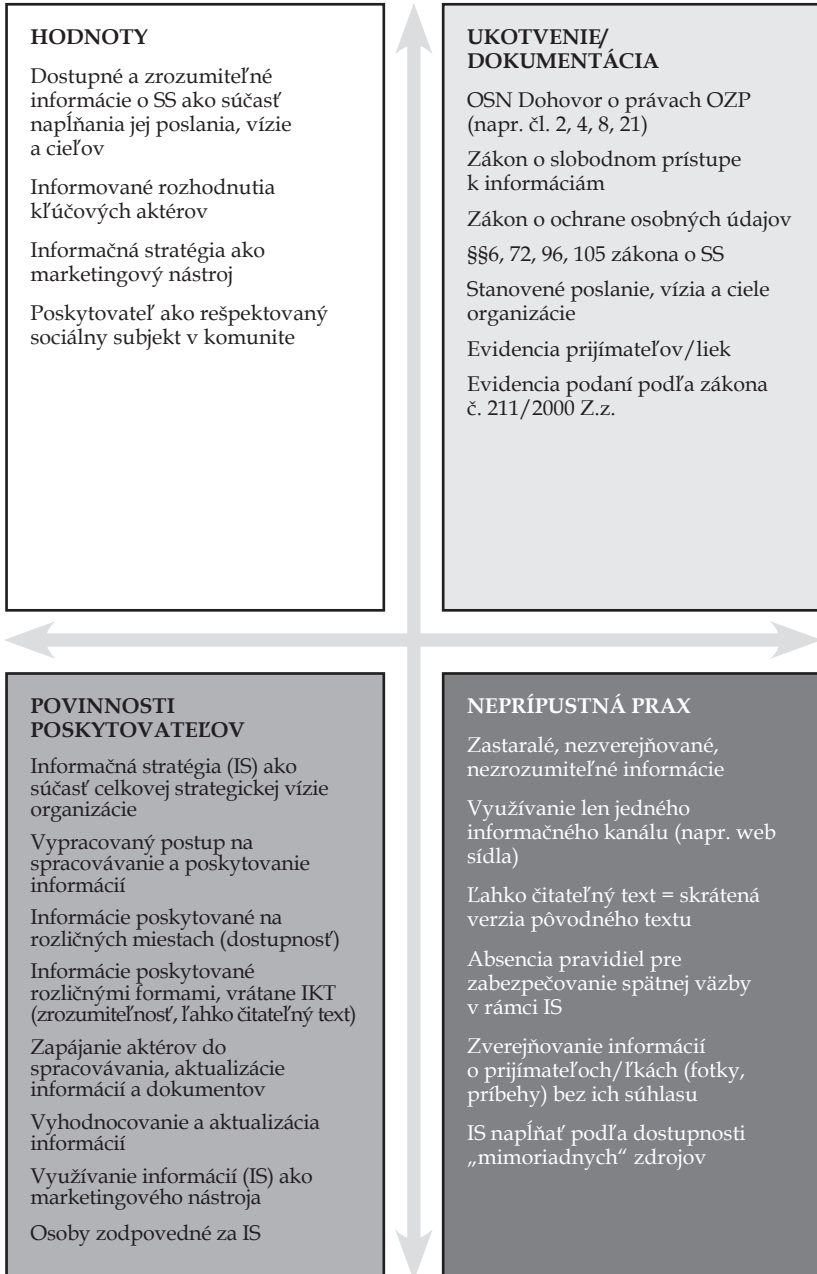 HODNOTY
Dostupné a zrozumiteľné
informácie o SS ako súčasť
napĺňania jej poslania, vízie
a cieľov
Informované rozhodnutia
kľúčových aktérov
Informačná stratégia ako
marketingový nástroj
Poskytovateľ ako rešpektovaný
sociálny subjekt v komunite
UKOTVENIE/
DOKUMENTÁCIA
OSN Dohovor o právach OZP
(napr. čl. 2, 4, 8, 21)
Zákon o slobodnom prístupe
k informáciám
Zákon o ochrane osobných údajov
§§6, 72, 96, 105 zákona o SS
Stanovené poslanie, vízia a ciele
organizácie
Evidencia prijímateľov/liek
Evidencia podaní podľa zákona
č. 211/2000 Z.z.
POVINNOSTI
POSKYTOVATEĽOV
Informačná stratégia (IS) ako
súčasť celkovej strategickej vízie
organizácie
Vypracovaný postup na
spracovávanie a poskytovanie
informácií
Informácie poskytované na
rozličných miestach (dostupnosť)
Informácie poskytované
rozličnými formami, vrátane IKT
(zrozumiteľnosť, ľahko čitateľný text)
Zapájanie aktérov do
spracovávania, aktualizácie
informácií a dokumentov
Vyhodnocovanie a aktualizácia
informácií
Využívanie informácií (IS) ako
marketingového nástroja
Osoby zodpovedné za IS
NEPRÍPUSTNÁ PRAX
Zastaralé, nezverejňované,
nezrozumiteľné informácie
Využívanie len jedného
informačného kanálu (napr. web
sídla)
Ľahko čitateľný text = skrátená
verzia pôvodného textu
Absencia pravidiel pre
zabezpečovanie spätnej väzby
v rámci IS
Zverejňovanie informácií
o prijímateľoch/ľkách (fotky,
príbehy) bez ich súhlasu
IS napĺňať podľa dostupnosti
„mimoriadnych“ zdrojov